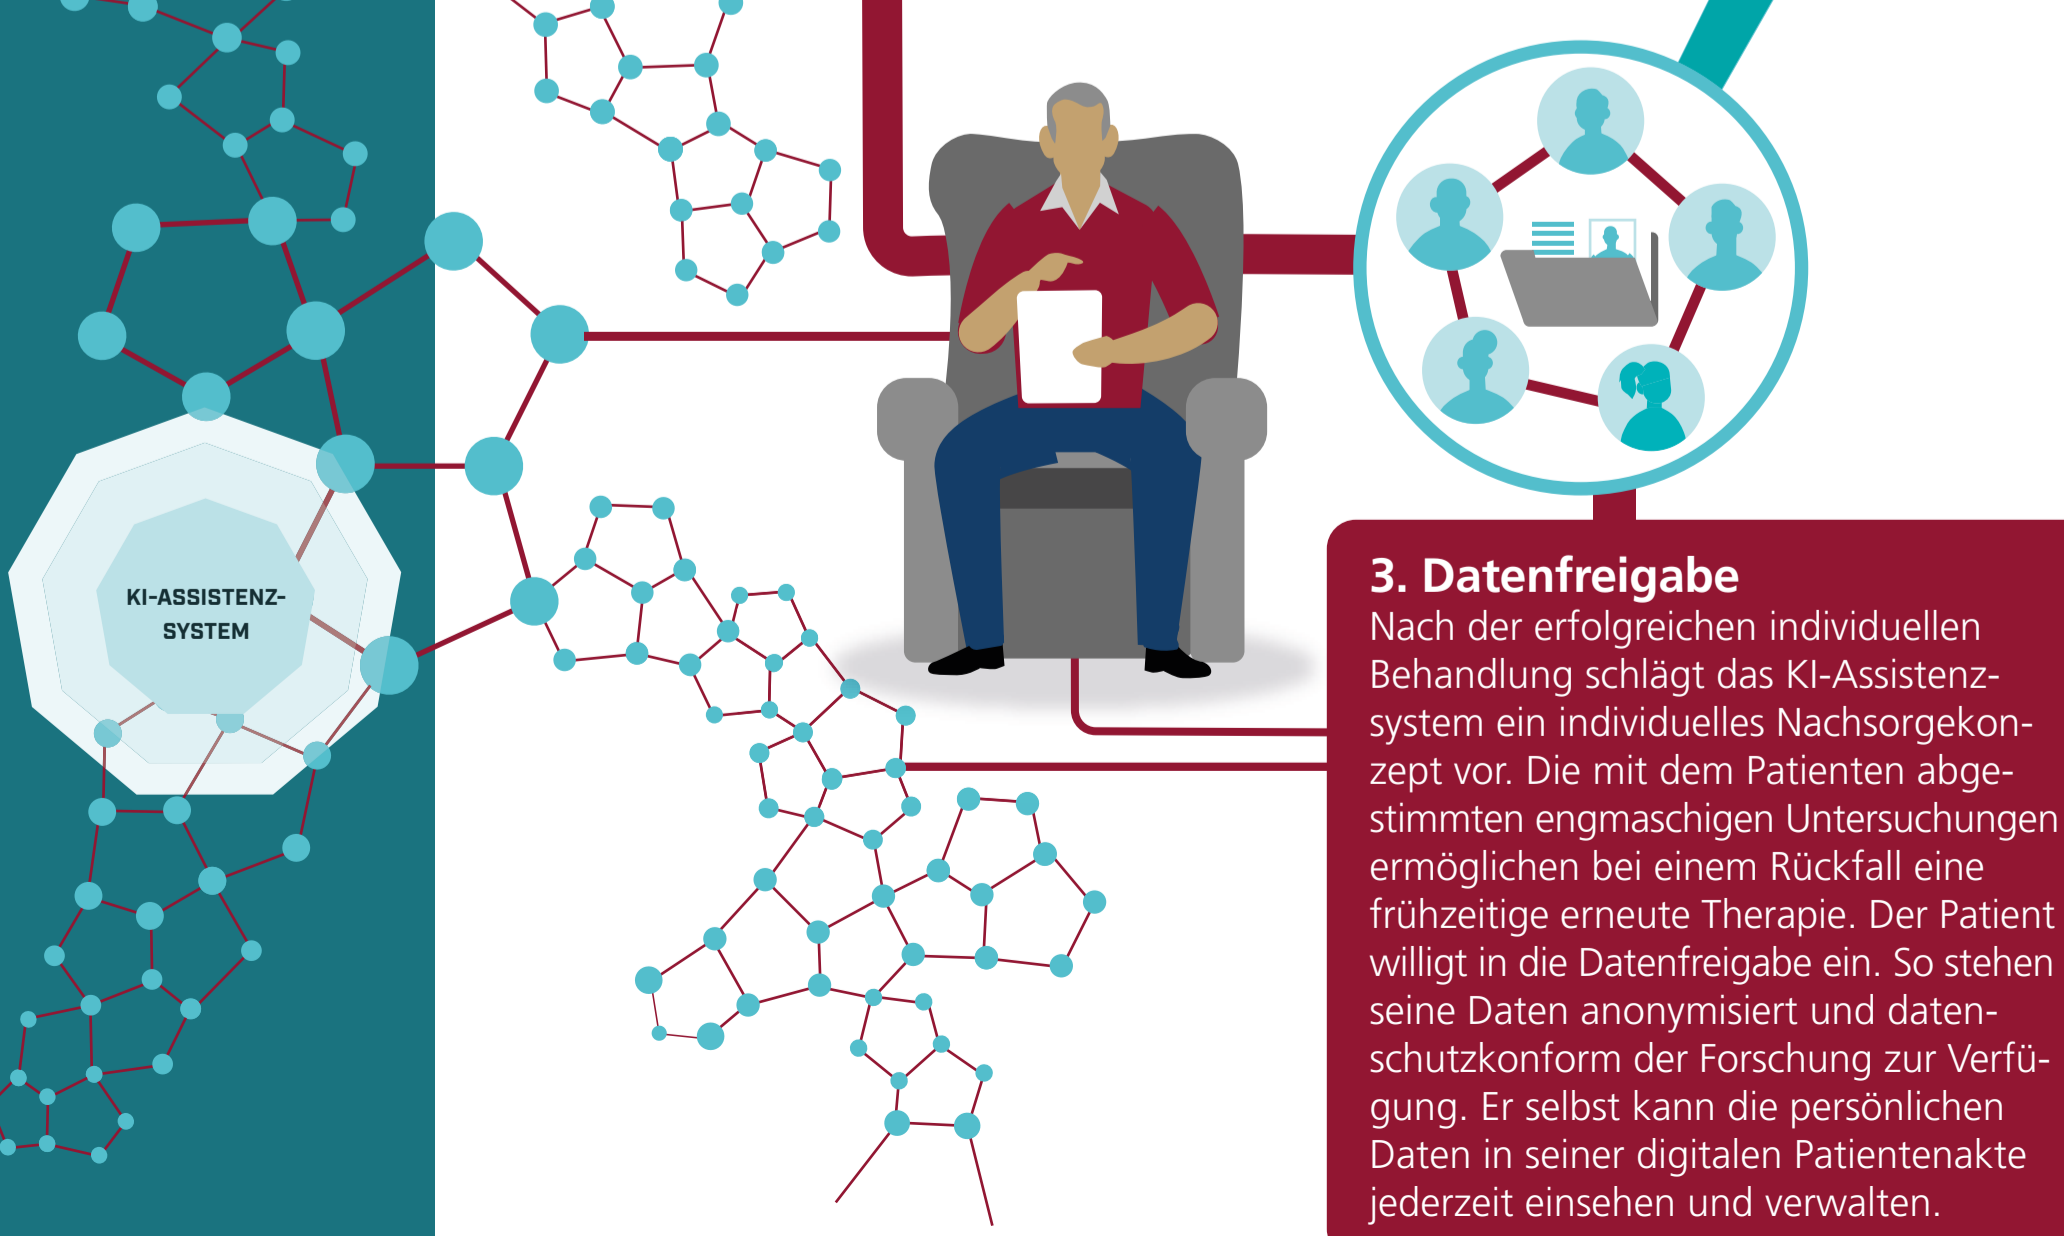 KI-ASSISTENZ-
SYSTEM
3. Datenfreigabe
Nach der erfolgreichen individuellen
Behandlung schlägt das KI-Assistenz-
system ein individuelles Nachsorgekon-
zept vor. Die mit dem Patienten abge-
stimmten engmaschigen Untersuchungen
ermöglichen bei einem Rückfall eine
frühzeitige erneute Therapie. Der Patient
willigt in die Datenfreigabe ein. So stehen
seine Daten anonymisiert und daten-
schutzkonform der Forschung zur Verfü-
gung. Er selbst kann die persönlichen
Daten in seiner digitalen Patientenakte
jederzeit einsehen und verwalten.